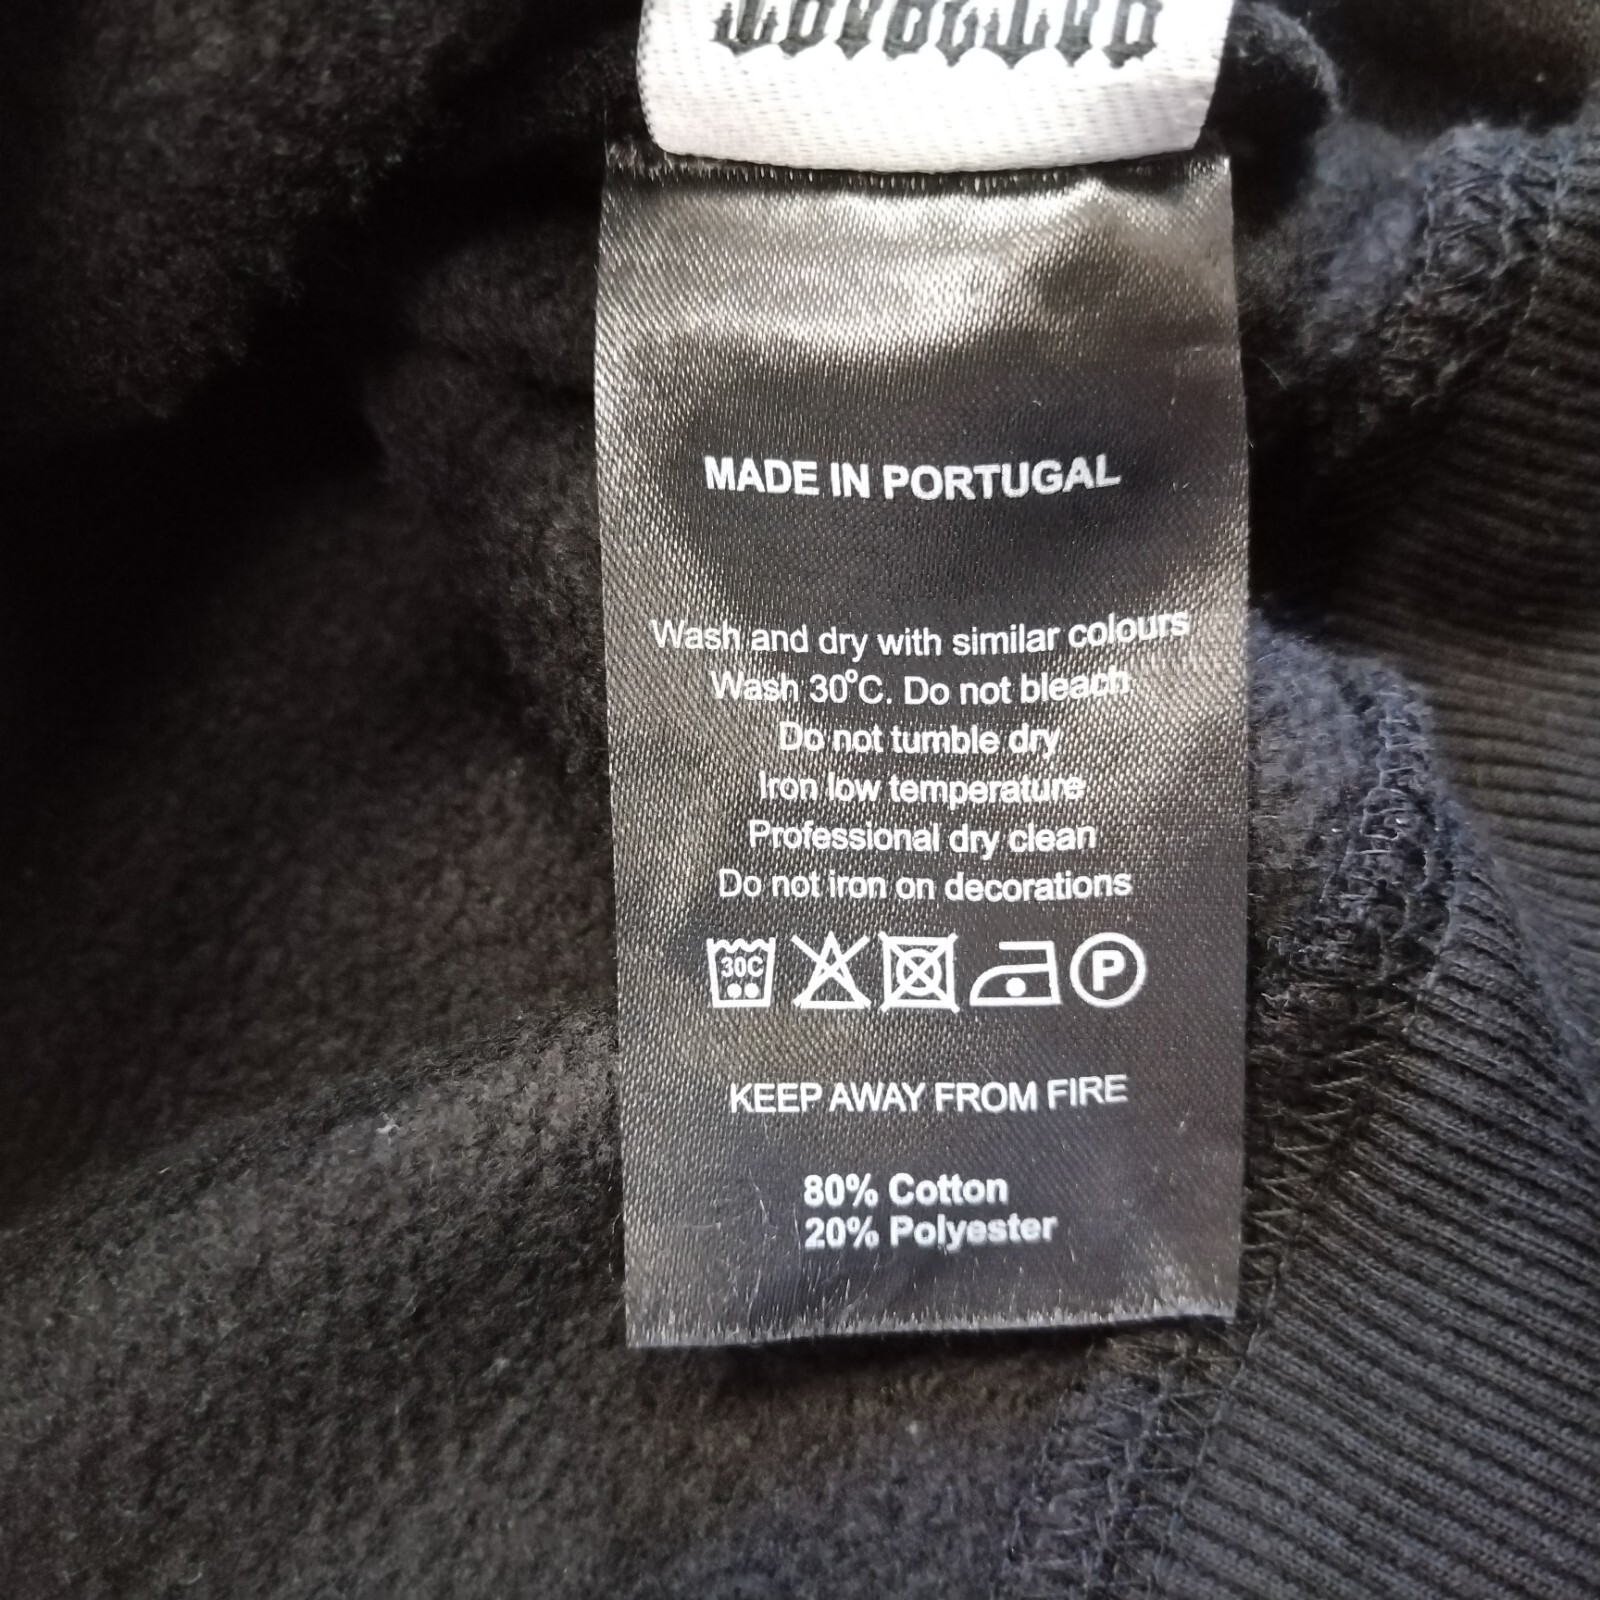 MADE IN PORTUGAL
Wash and dry with similar colours
Wash 30°C. Do not bleach
Do not tumble dry
Iron low temperature
Professional dry clean
Do not iron on decorations
30C P
KEEP AWAY FROM FIRE
80% Cotton
20% Polyester